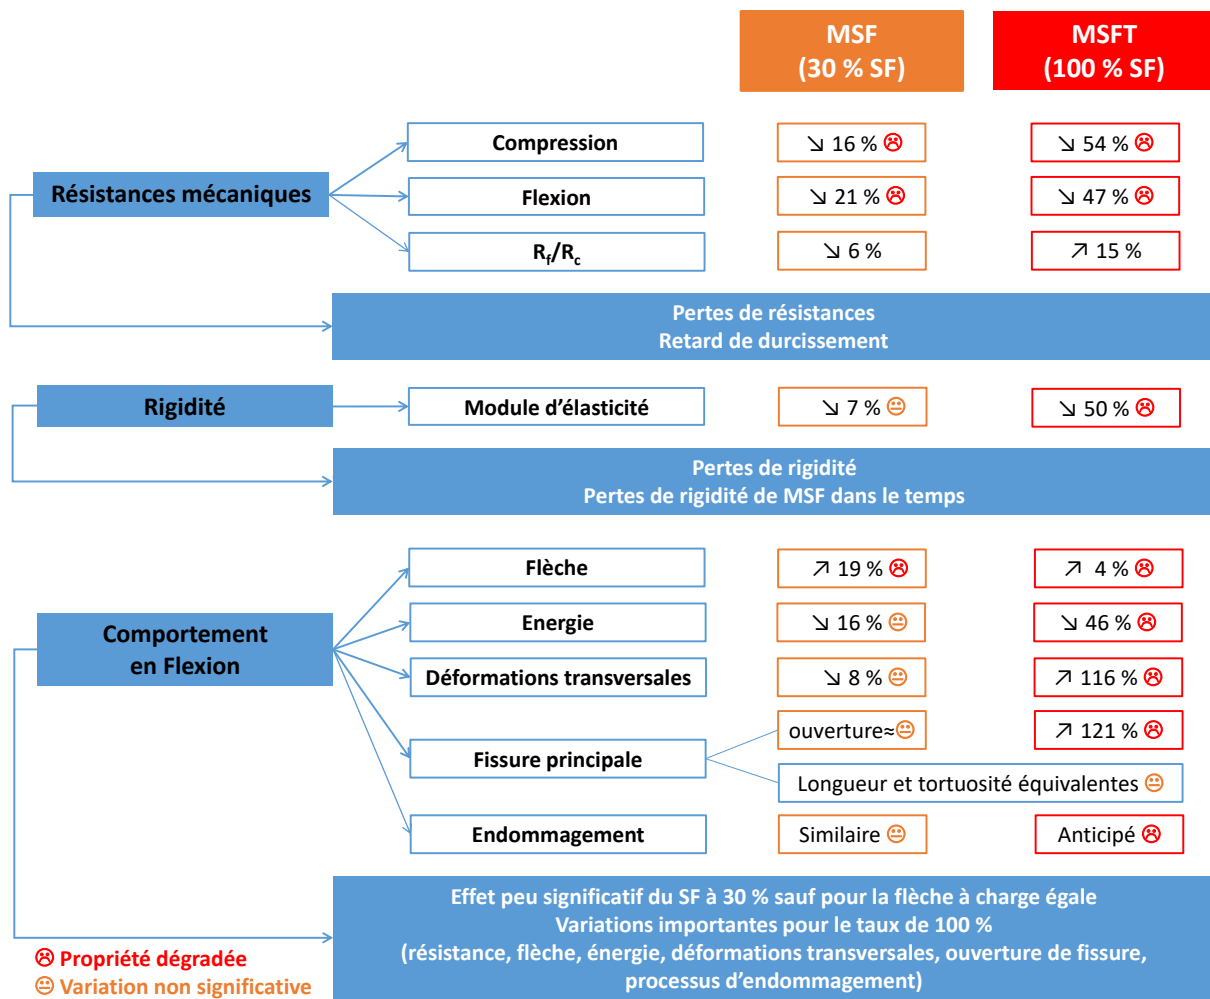 MSF
(30 % SF)
MSFT
(100 % SF)
Résistances mécaniques
Compression
↘ 16 % ☹
↘ 54 % ☹
Flexion
↘ 21 % ☹
↘ 47 % ☹
Rf/Rc
↘ 6 %
↗ 15 %
Pertes de résistances
Retard de durcissement
Rigidité
Module d’élasticité
↘ 7 % 😐
↘ 50 % ☹
Pertes de rigidité
Pertes de rigidité de MSF dans le temps
Comportement
en Flexion
Flèche
↗ 19 % ☹
↗ 4 % ☹
Energie
↘ 16 % 😐
↘ 46 % ☹
Déformations transversales
↘ 8 % 😐
↗ 116 % ☹
Fissure principale
ouverture≈😐
↗ 121 % ☹
Longueur et tortuosité équivalentes 😐
Endommagement
Similaire 😐
Anticipé ☹
Effet peu significatif du SF à 30 % sauf pour la flèche à charge égale
Variations importantes pour le taux de 100 %
(résistance, flèche, énergie, déformations transversales, ouverture de fissure,
processus d’endommagement)
☹ Propriété dégradée
😐 Variation non significative